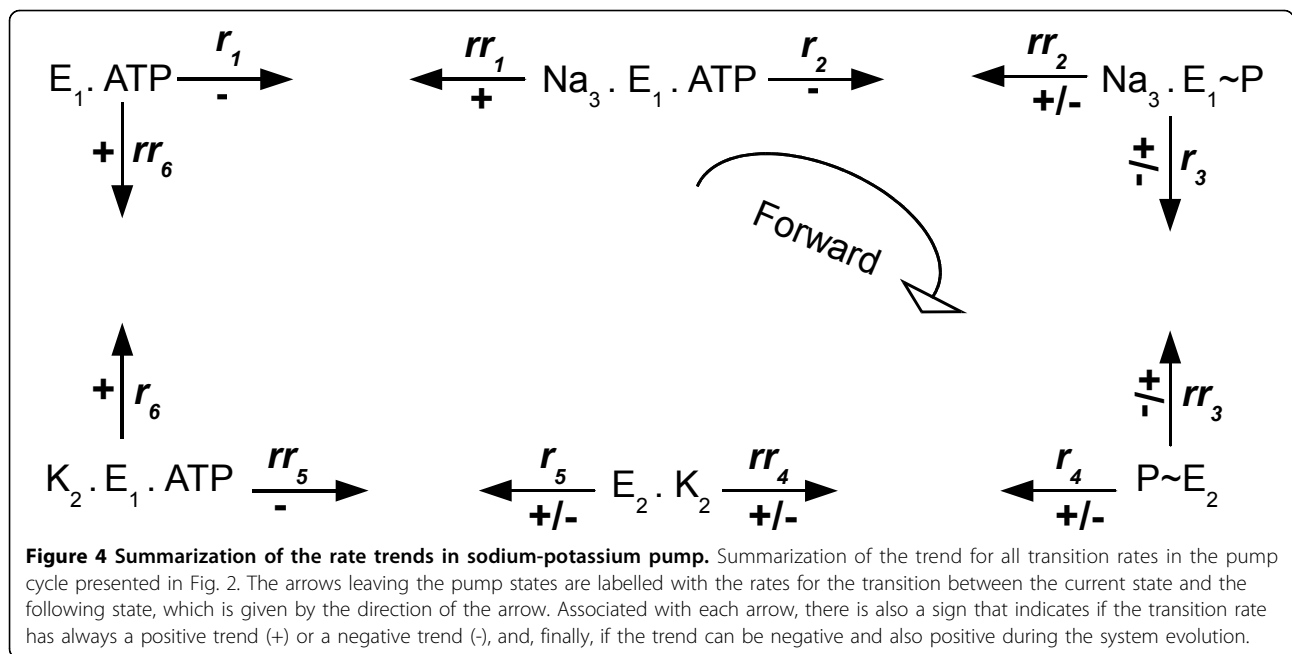 r₁ rr₁ r₂ rr₂
E₁. ATP - + Na₃ . E₁ . ATP - +/- Na₃ . E₁~P
+ rr₆ +/- r₃
Forward
+ r₆ +/- rr₃
K₂ . E₁ . ATP rr₅ - r₅ +/- E₂ . K₂ rr₄ +/- r₄ +/- P~E₂
Figure 4 Summarization of the rate trends in sodium-potassium pump. Summarization of the trend for all transition rates in the pump
cycle presented in Fig. 2. The arrows leaving the pump states are labelled with the rates for the transition between the current state and the
following state, which is given by the direction of the arrow. Associated with each arrow, there is also a sign that indicates if the transition rate
has always a positive trend (+) or a negative trend (-), and, finally, if the trend can be negative and also positive during the system evolution.